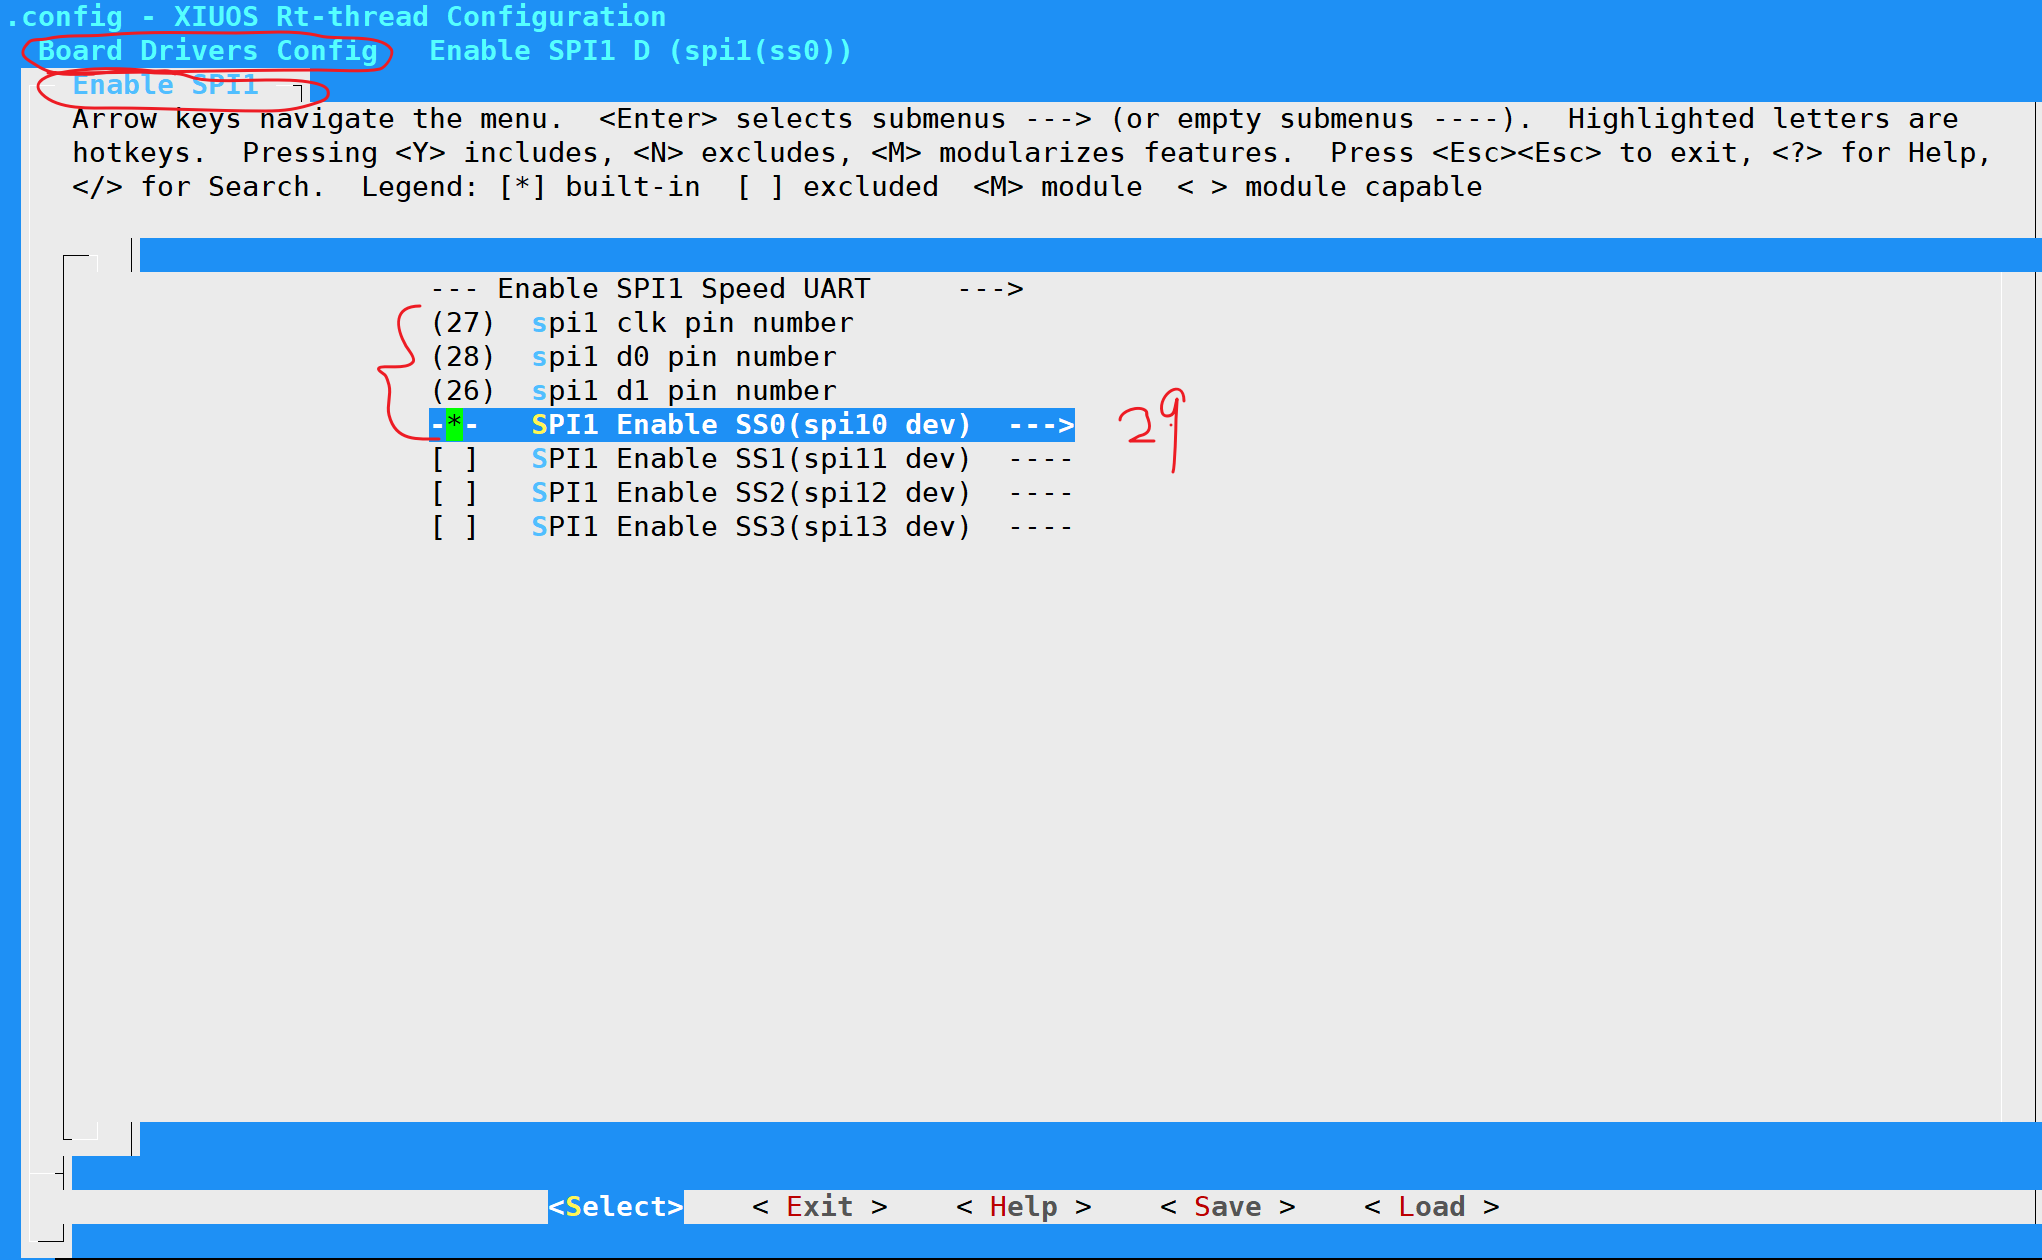 .config - XIUOS Rt-thread Configuration
Board Drivers Config   Enable SPI1 D (spi1(ss0))
Enable SPI1
Arrow keys navigate the menu.  <Enter> selects submenus ---> (or empty submenus ----).  Highlighted letters are
hotkeys.  Pressing <Y> includes, <N> excludes, <M> modularizes features.  Press <Esc><Esc> to exit, <?> for Help,
</> for Search.  Legend: [*] built-in  [ ] excluded  <M> module  < > module capable
--- Enable SPI1 Speed UART     --->
(27)  spi1 clk pin number
(28)  spi1 d0 pin number
(26)  spi1 d1 pin number
-*-   SPI1 Enable SS0(spi10 dev)  ---> 29
[ ]   SPI1 Enable SS1(spi11 dev)  ----
[ ]   SPI1 Enable SS2(spi12 dev)  ----
[ ]   SPI1 Enable SS3(spi13 dev)  ----
<Select>    < Exit >    < Help >    < Save >    < Load >